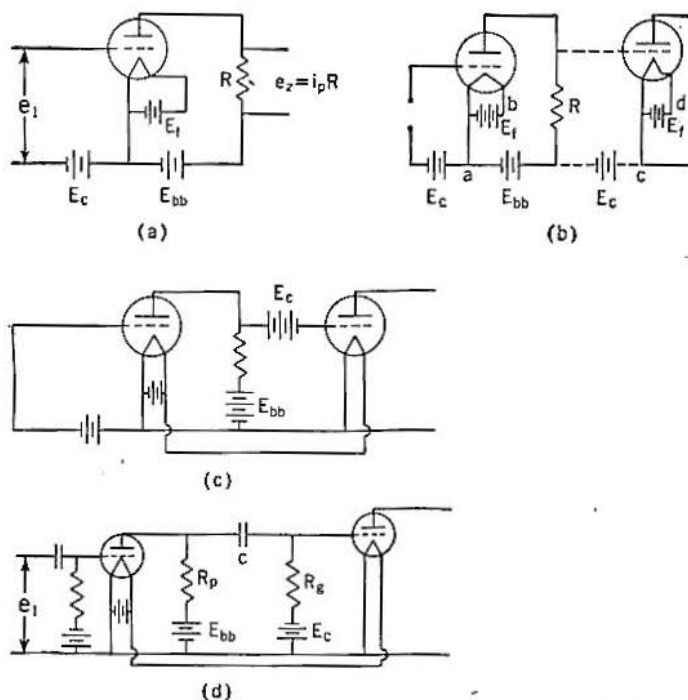 e₁
R
e₂=iₚR
E_f
E_c
E_bb
(a)
b
E_f
R
d
E_f
a
c
E_c
E_bb
E_c
(b)
E_c
E_bb
(c)
e₁
c
R_p
R_g
E_bb
E_c
(d)